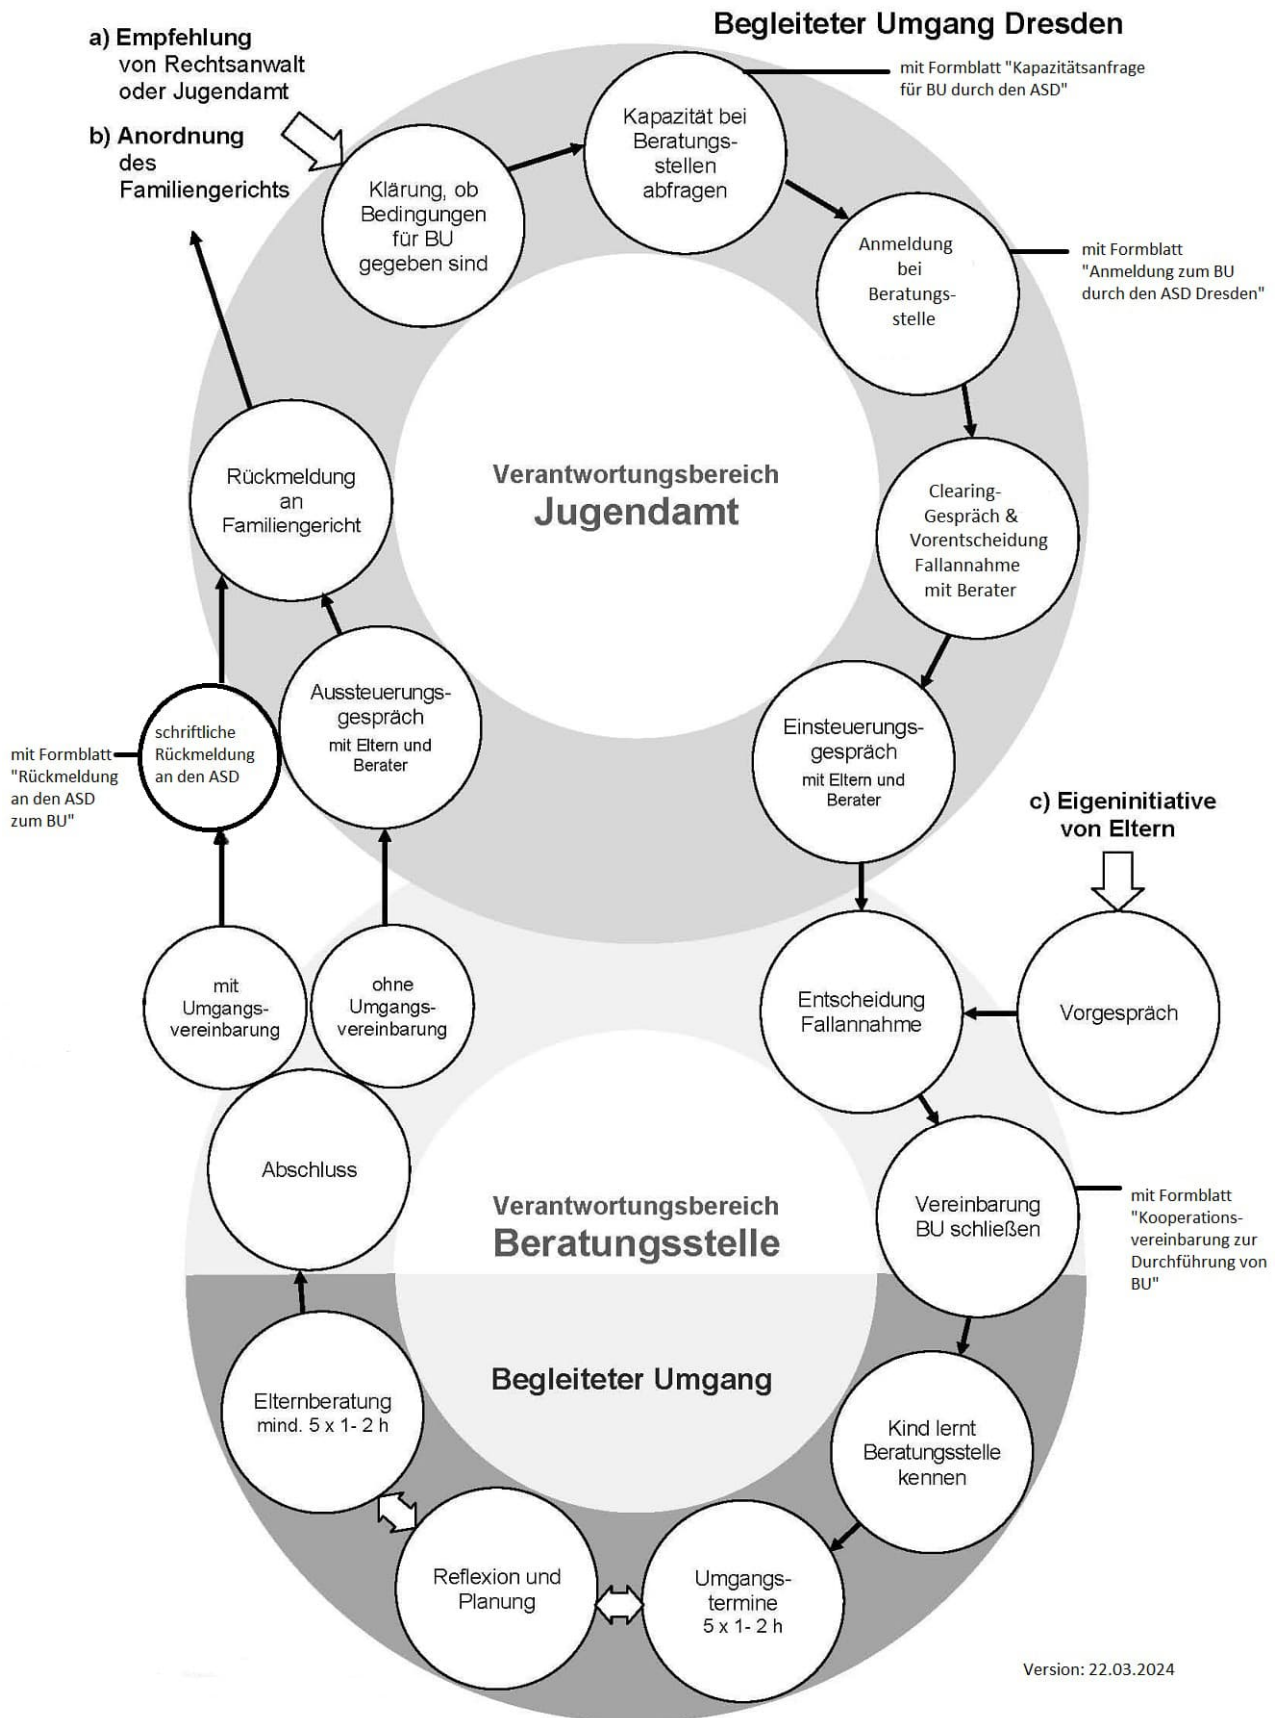 Begleiteter Umgang Dresden
a) Empfehlung
von Rechtsanwalt
oder Jugendamt
b) Anordnung
des
Familiengerichts
Klärung, ob
Bedingungen
für BU
gegeben sind
Kapazität bei
Beratungs-
stellen
abfragen
mit Formblatt "Kapazitätsanfrage
für BU durch den ASD"
Anmeldung
bei
Beratungs-
stelle
mit Formblatt
"Anmeldung zum BU
durch den ASD Dresden"
Clearing-
Gespräch &
Vorentscheidung
Fallannahme
mit Berater
Verantwortungsbereich
Jugendamt
Rückmeldung
an
Familiengericht
Aussteuerungs-
gespräch
mit Eltern und
Berater
schriftliche
Rückmeldung
an den ASD
mit Formblatt
"Rückmeldung
an den ASD
zum BU"
Einsteuerungs-
gespräch
mit Eltern und
Berater
c) Eigeninitiative
von Eltern
Vorgespräch
Entscheidung
Fallannahme
mit
Umgangs-
vereinbarung
ohne
Umgangs-
vereinbarung
Abschluss
Verantwortungsbereich
Beratungsstelle
Vereinbarung
BU schließen
mit Formblatt
"Kooperations-
vereinbarung zur
Durchführung von
BU"
Begleiteter Umgang
Elternberatung
mind. 5 x 1- 2 h
Kind lernt
Beratungsstelle
kennen
Reflexion und
Planung
Umgangs-
termine
5 x 1- 2 h
Version: 22.03.2024